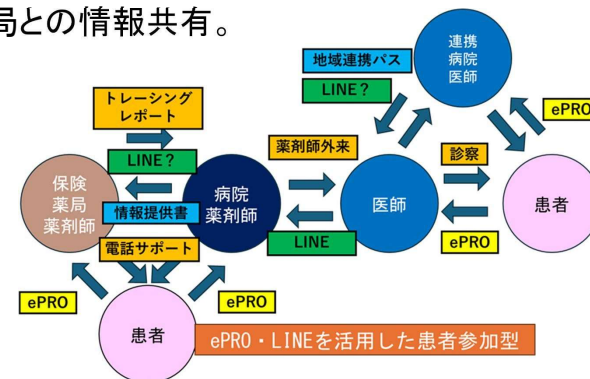 局との情報共有。
連携
病院
医師
地域連携パス
LINE?
ePRO
トレーシング
レポート
LINE?
薬剤師外来
診察
保険
薬局
薬剤師
病院
薬剤師
医師
患者
情報提供書
LINE
ePRO
電話サポート
ePRO
ePRO
患者
ePRO・LINEを活用した患者参加型